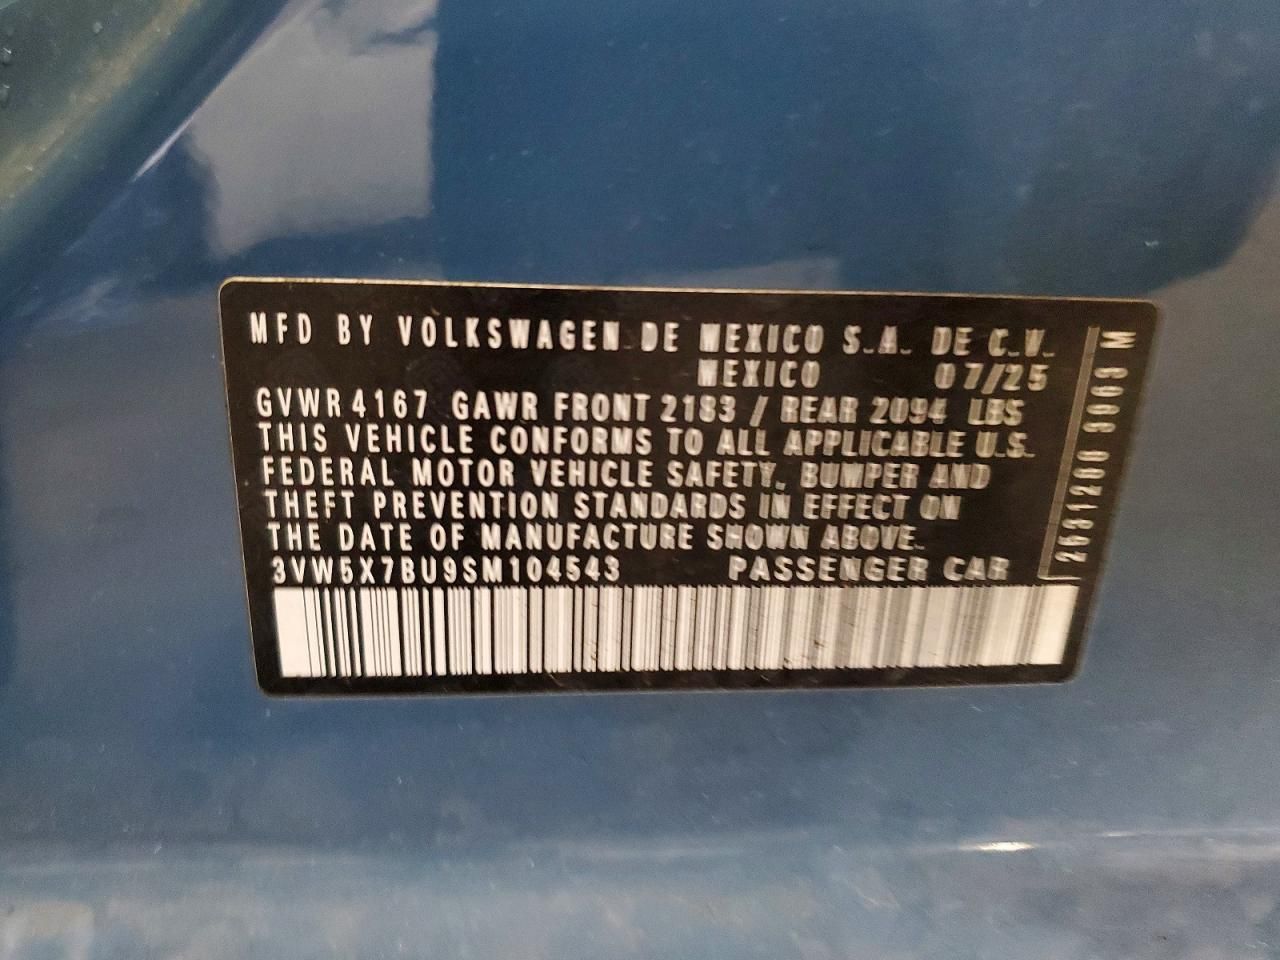 MFD BY VOLKSWAGEN DE MEXICO S.A. DE C.V.
MEXICO 07/25
GVWR 4167 GAWR FRONT 2183 / REAR 2094 LBS
THIS VEHICLE CONFORMS TO ALL APPLICABLE U.S.
FEDERAL MOTOR VEHICLE SAFETY, BUMPER AND
THEFT PREVENTION STANDARDS IN EFFECT ON
THE DATE OF MANUFACTURE SHOWN ABOVE.
3VW5X7BU9SM104543 PASSENGER CAR
2531200 3963 M